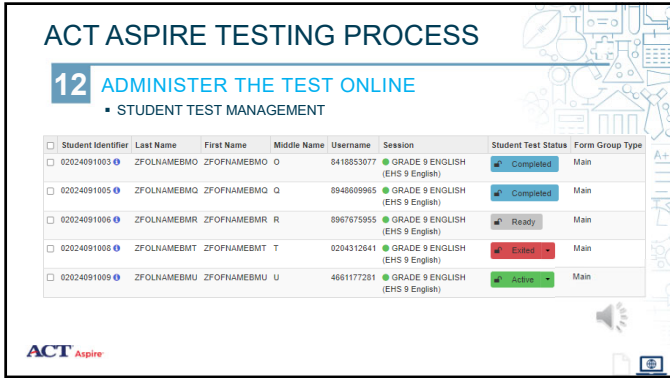 ACT ASPIRE TESTING PROCESS
12 ADMINISTER THE TEST ONLINE
▪ STUDENT TEST MANAGEMENT
Student Identifier Last Name First Name Middle Name Username Session Student Test Status Form Group Type
02024091003 ZFOLNAMEBMO ZFOFNAMEBMO O 8418853077 GRADE 9 ENGLISH Completed Main
(EHS 9 English)
02024091005 ZFOLNAMEBMQ ZFOFNAMEBMQ Q 8948609965 GRADE 9 ENGLISH Completed Main
(EHS 9 English)
02024091006 ZFOLNAMEBMR ZFOFNAMEBMR R 8967675955 GRADE 9 ENGLISH Ready Main
(EHS 9 English)
02024091008 ZFOLNAMEBMT ZFOFNAMEBMT T 0204312641 GRADE 9 ENGLISH Exited Main
(EHS 9 English)
02024091009 ZFOLNAMEBMU ZFOFNAMEBMU U 4661177281 GRADE 9 ENGLISH Active Main
(EHS 9 English)
A+
ACT Aspire